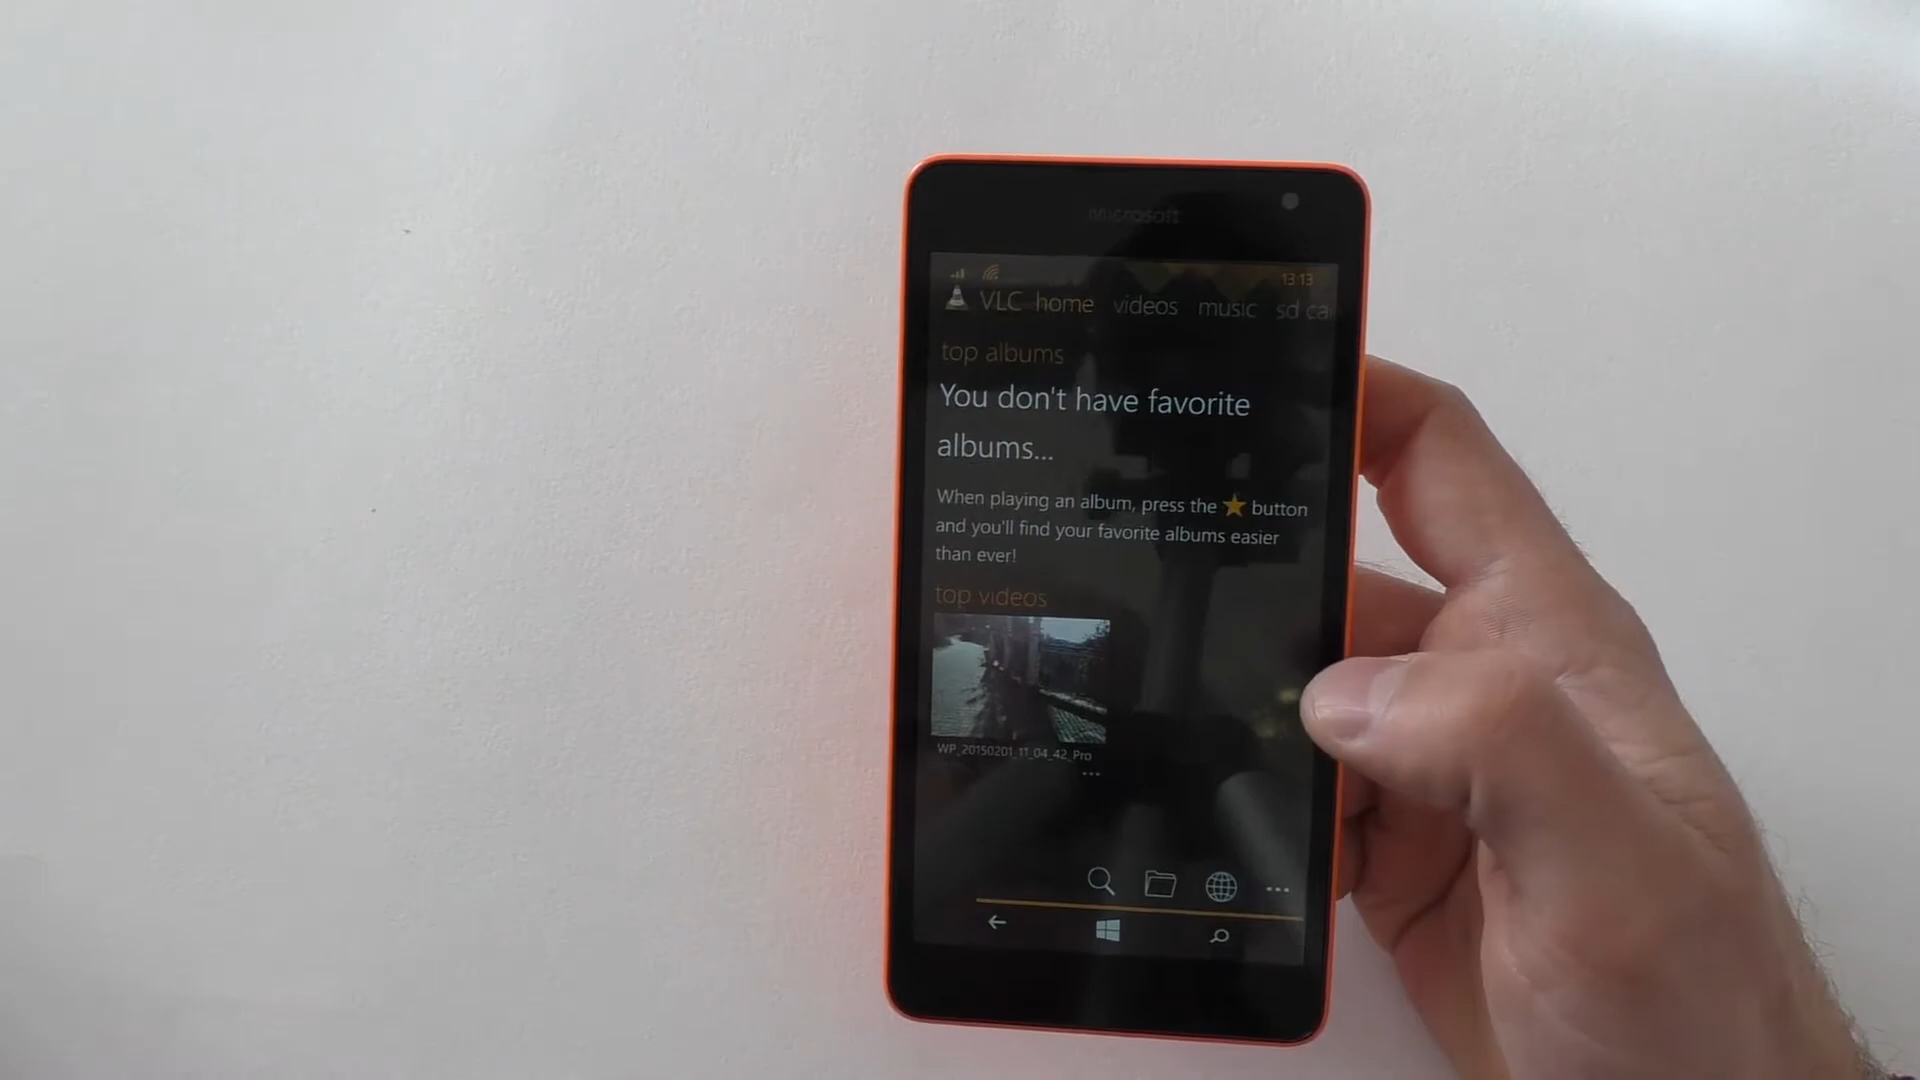 Microsoft
13:13
VLC home videos music sd ca
top albums
You don't have favorite
albums...
When playing an album, press the ★ button
and you'll find your favorite albums easier
than ever!
top videos
WP_20150201_11_04_42_Pro